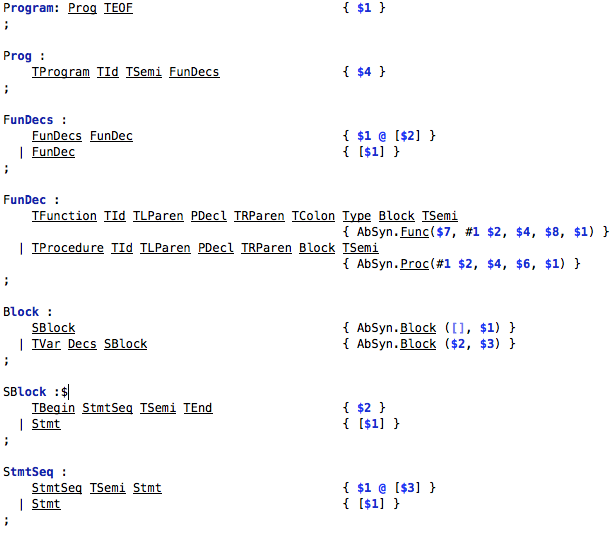 Program: Prog TEOF { $1 }
;
Prog :
TProgram TId TSemi FunDecs { $4 }
;
FunDecs :
FunDecs FunDec { $1 @ [$2] }
| FunDec { [$1] }
;
FunDec :
TFunction TId TLParen PDecl TRParen TColon Type Block TSemi
{ AbSyn.Func($7, #1 $2, $4, $8, $1) }
| TProcedure TId TLParen PDecl TRParen Block TSemi
{ AbSyn.Proc(#1 $2, $4, $6, $1) }
;
Block :
SBlock { AbSyn.Block ([], $1) }
| TVar Decs SBlock { AbSyn.Block ($2, $3) }
;
SBlock :$
TBegin StmtSeq TSemi TEnd { $2 }
| Stmt { [$1] }
;
StmtSeq :
StmtSeq TSemi Stmt { $1 @ [$3] }
| Stmt { [$1] }
;